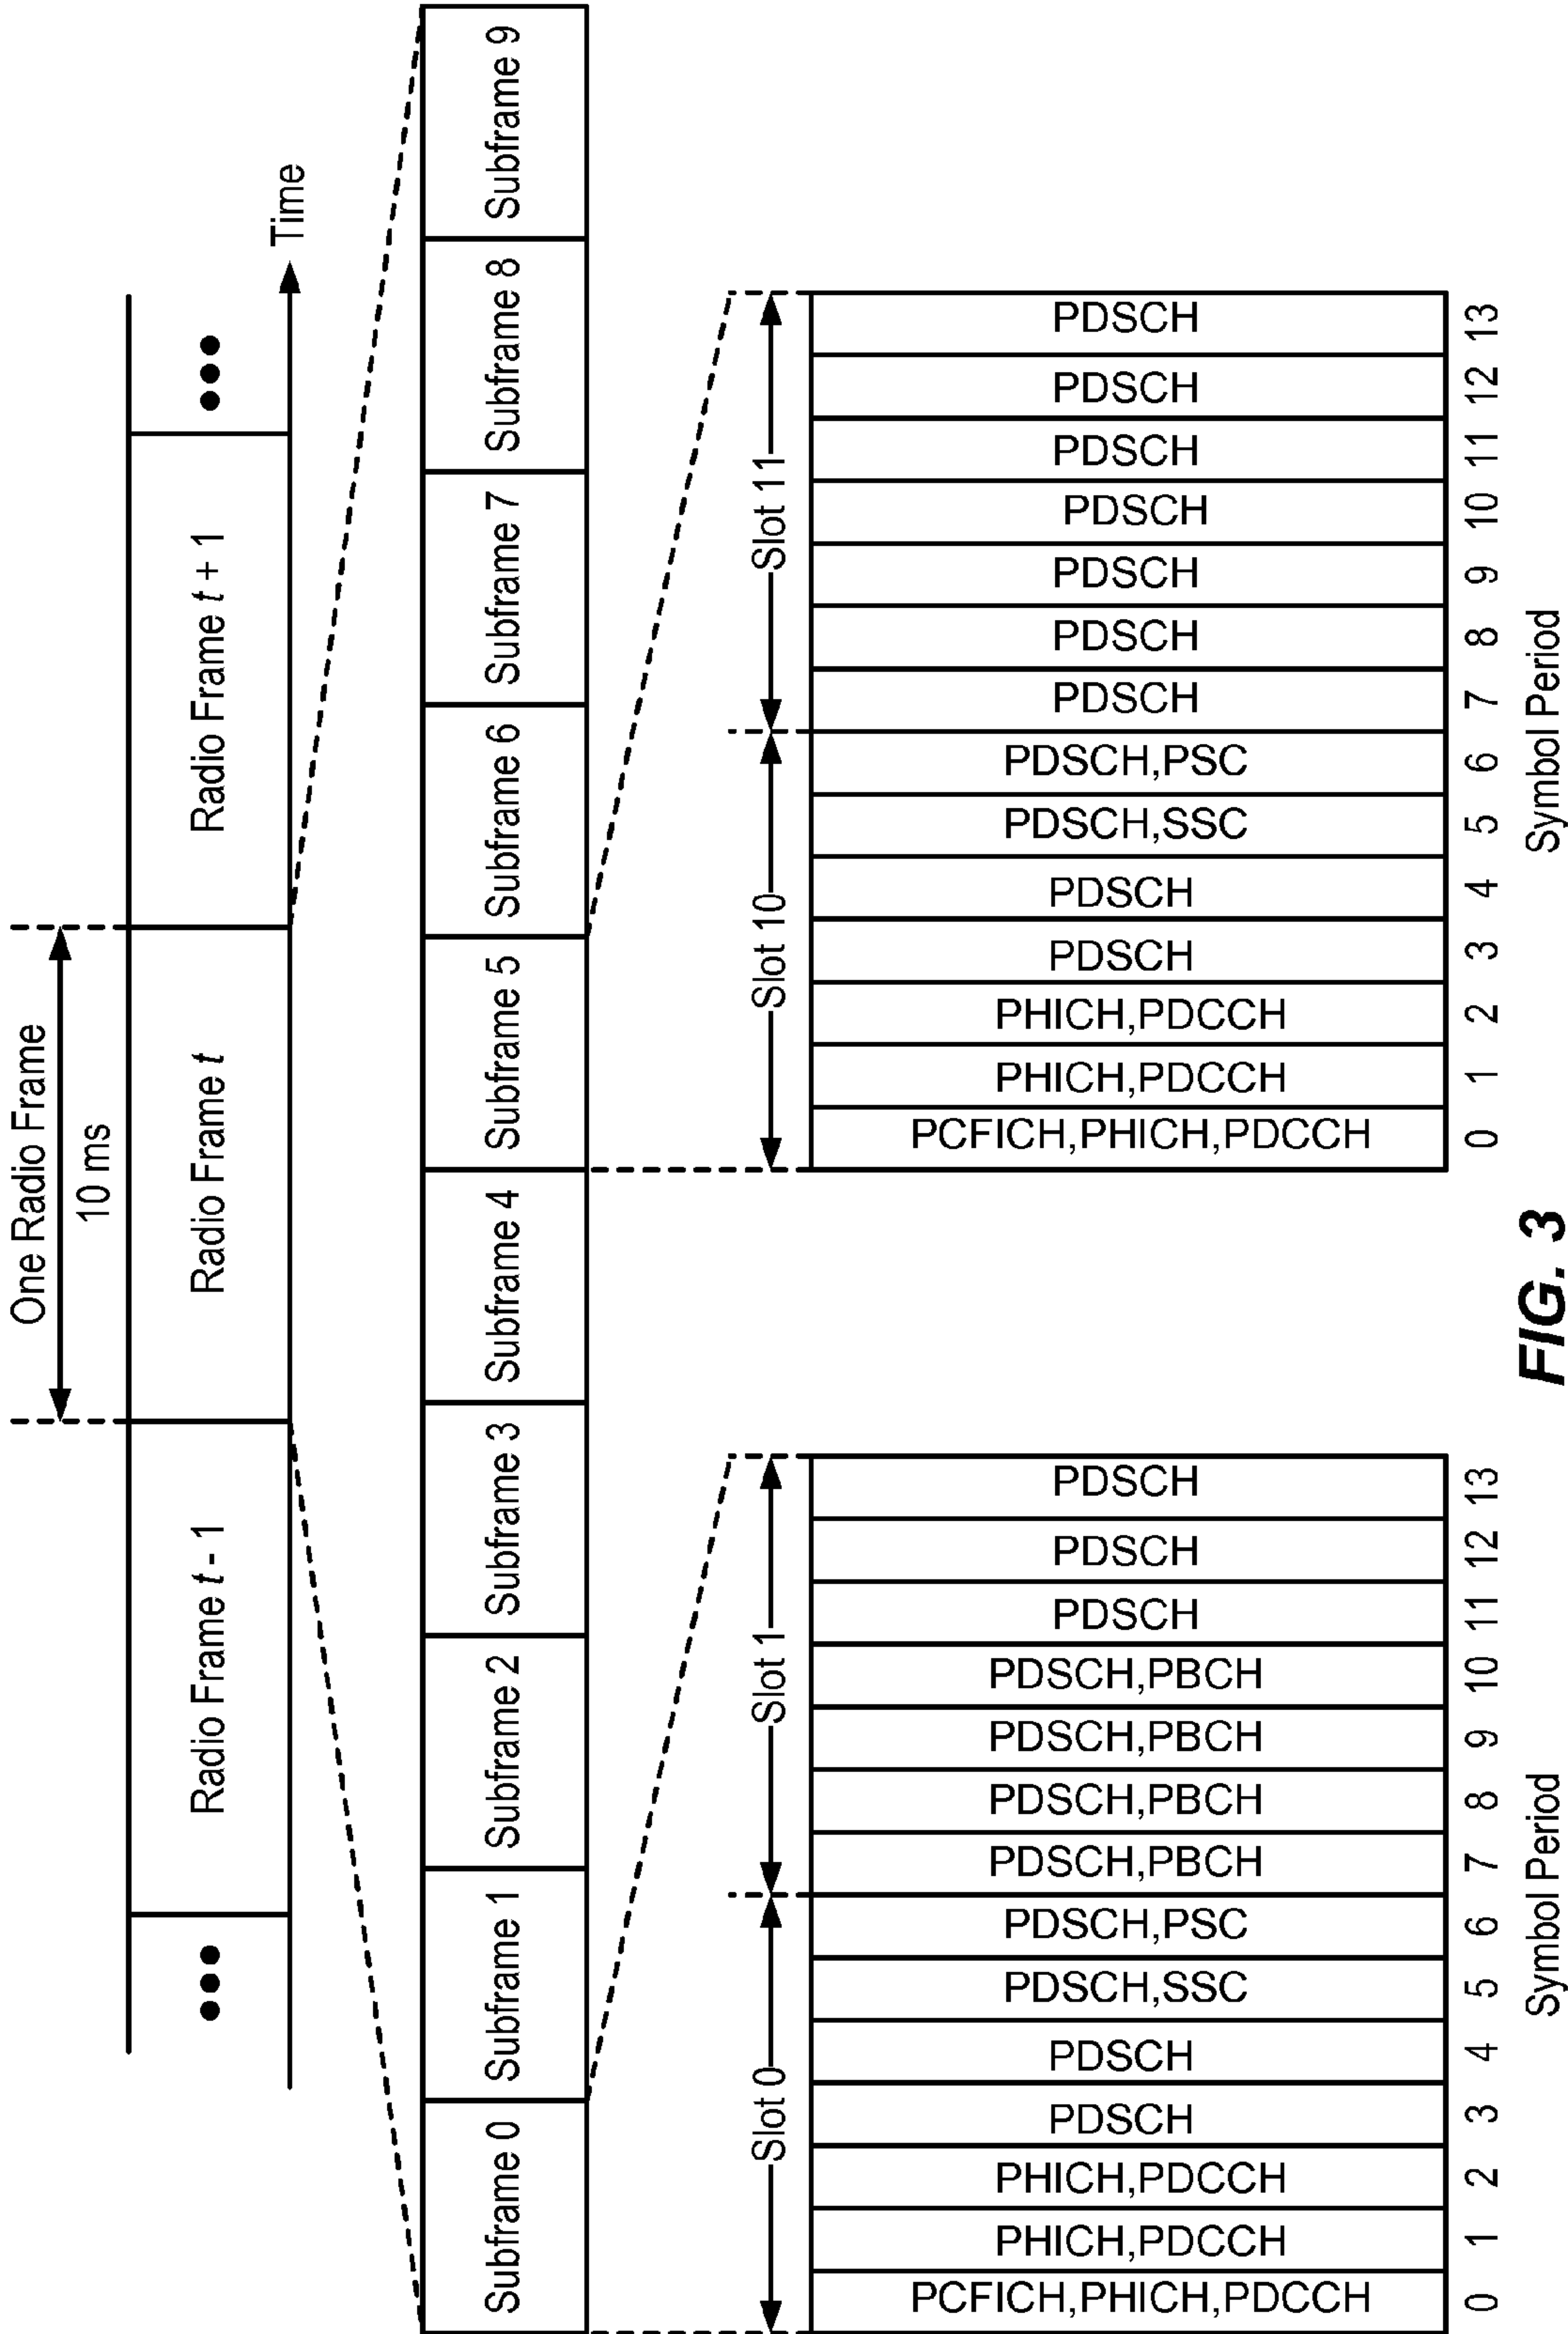 One Radio Frame
10 ms
Radio Frame t - 1
Radio Frame t
Radio Frame t + 1
Time
Subframe 0
Subframe 1
Subframe 2
Subframe 3
Subframe 4
Subframe 5
Subframe 6
Subframe 7
Subframe 8
Subframe 9
Slot 0
Slot 1
PCFICH,PHICH,PDCCH
PHICH,PDCCH
PHICH,PDCCH
PDSCH
PDSCH
PDSCH,SSC
PDSCH,PSC
PDSCH,PBCH
PDSCH,PBCH
PDSCH,PBCH
PDSCH,PBCH
PDSCH
PDSCH
PDSCH
0 1 2 3 4 5 6 7 8 9 10 11 12 13
Symbol Period
Slot 10
Slot 11
PCFICH,PHICH,PDCCH
PHICH,PDCCH
PHICH,PDCCH
PDSCH
PDSCH
PDSCH,SSC
PDSCH,PSC
PDSCH
PDSCH
PDSCH
PDSCH
PDSCH
PDSCH
PDSCH
0 1 2 3 4 5 6 7 8 9 10 11 12 13
Symbol Period
FIG. 3